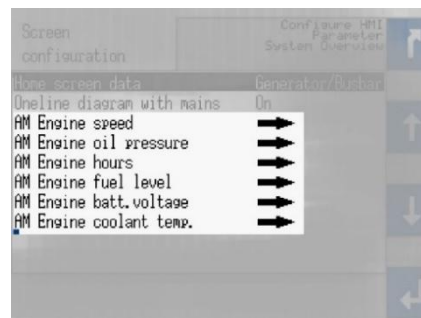 Screen
configuration
Configure HMI
Parameter
System Overview
Home screen data Generator/Busbar
Oneline diagram with mains On
AM Engine speed
AM Engine oil pressure
AM Engine hours
AM Engine fuel level
AM Engine batt.voltage
AM Engine coolant temp.